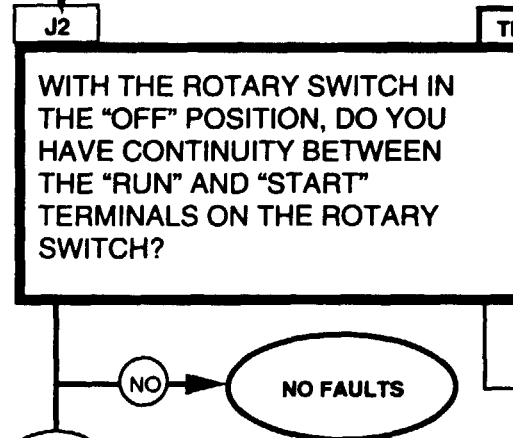 J2
WITH THE ROTARY SWITCH IN
THE “OFF” POSITION, DO YOU
HAVE CONTINUITY BETWEEN
THE “RUN” AND “START”
TERMINALS ON THE ROTARY
SWITCH?
NO
NO FAULTS